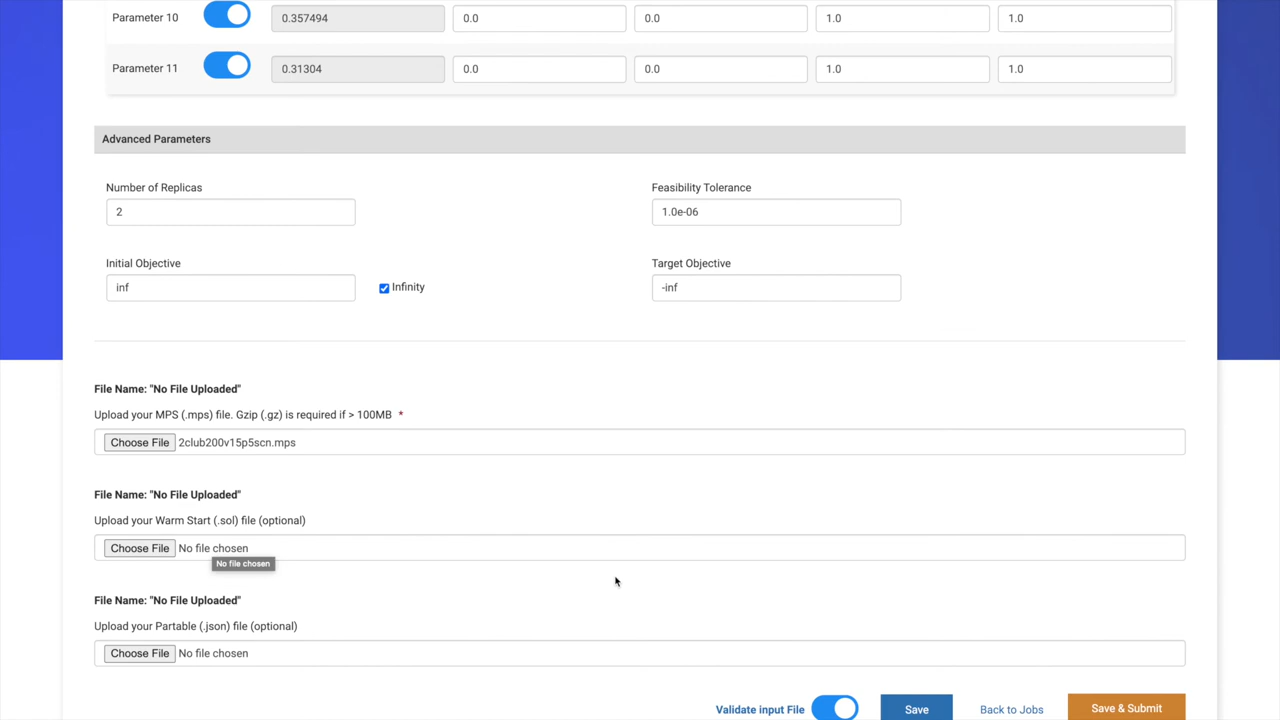 Parameter 10 0.357494 0.0 0.0 1.0 1.0
Parameter 11 0.31304 0.0 0.0 1.0 1.0
Advanced Parameters
Number of Replicas Feasibility Tolerance
2 1.0e-06
Initial Objective Target Objective
inf Infinity -inf
File Name: "No File Uploaded"
Upload your MPS (.mps) file. Gzip (.gz) is required if > 100MB *
Choose File 2club200v15p5scn.mps
File Name: "No File Uploaded"
Upload your Warm Start (.sol) file (optional)
Choose File No file chosen
No file chosen
File Name: "No File Uploaded"
Upload your Partable (.json) file (optional)
Choose File No file chosen
Validate input File Save Back to Jobs Save & Submit